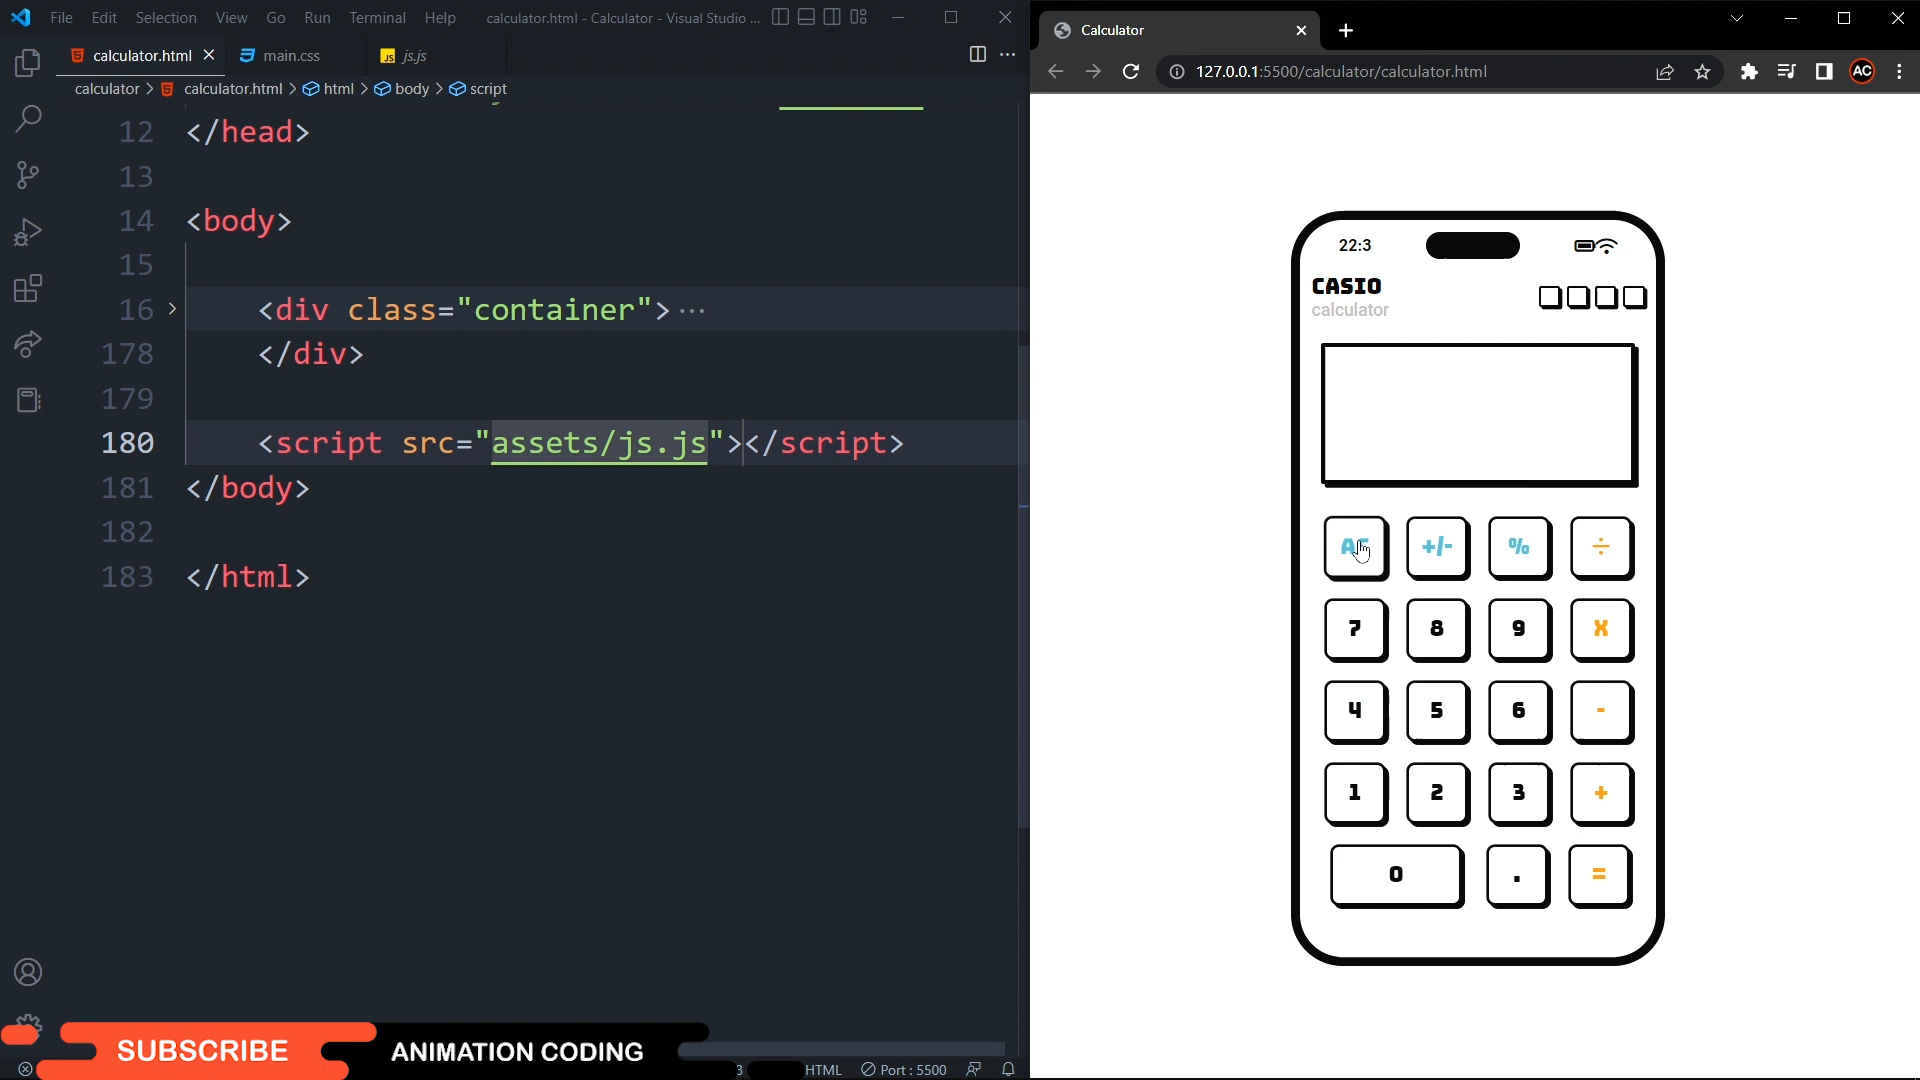 File Edit Selection View Go Run Terminal Help calculator.html - Calculator - Visual Studio ...
calculator.html main.css JS js.js
calculator > calculator.html > html > body > script
12 </head>
13
14 <body>
15
16 <div class="container">···
178 </div>
179
180 <script src="assets/js.js"></script>
181 </body>
182
183 </html>
SUBSCRIBE ANIMATION CODING
3 HTML Port : 5500
Calculator
127.0.0.1:5500/calculator/calculator.html AC
22:3
CASIO
calculator
+/- % ÷
7 8 9 X
4 5 6 -
1 2 3 +
0 . =